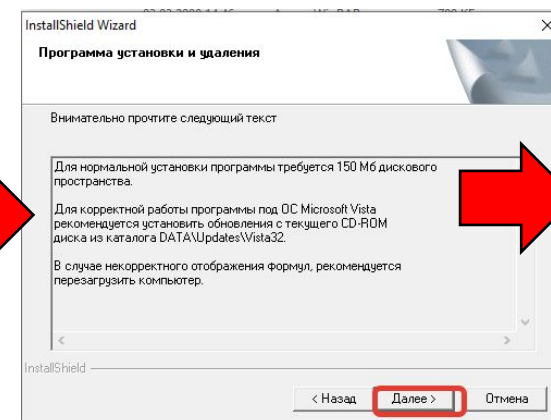 InstallShield Wizard
Программа установки и удаления
Внимательно прочтите следующий текст
Для нормальной установки программы требуется 150 Мб дискового
пространства.
Для корректной работы программы под ОС Microsoft Vista
рекомендуется установить обновления с текущего CD-ROM
диска из каталога DATA\Updates\Vista32.
В случае некорректного отображения формул, рекомендуется
перезагрузить компьютер.
InstallShield
< Назад Далее > Отмена